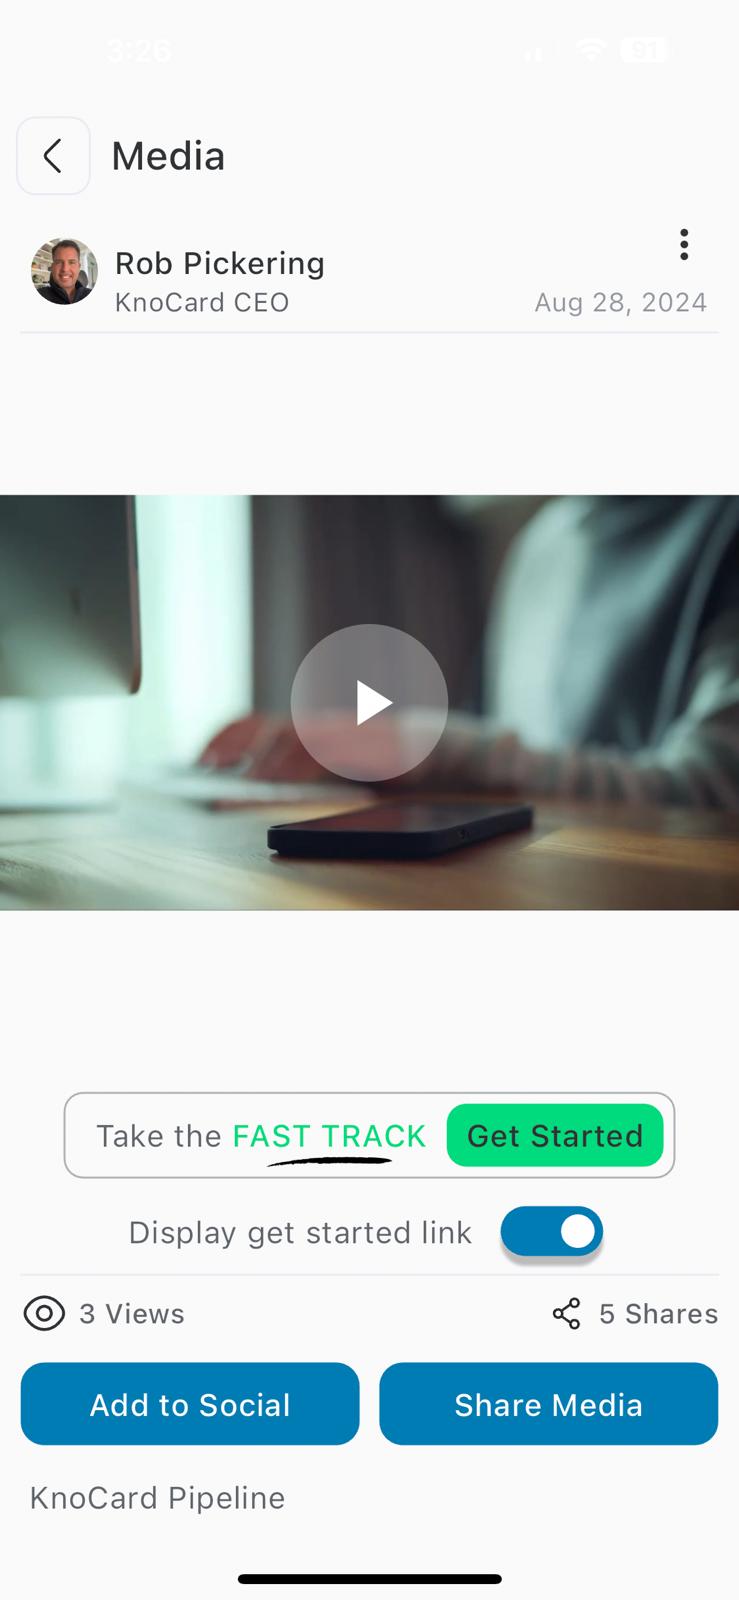 3:26
91
Media
Rob Pickering
KnoCard CEO
Aug 28, 2024
Take the FAST TRACK Get Started
Display get started link
3 Views
5 Shares
Add to Social
Share Media
KnoCard Pipeline